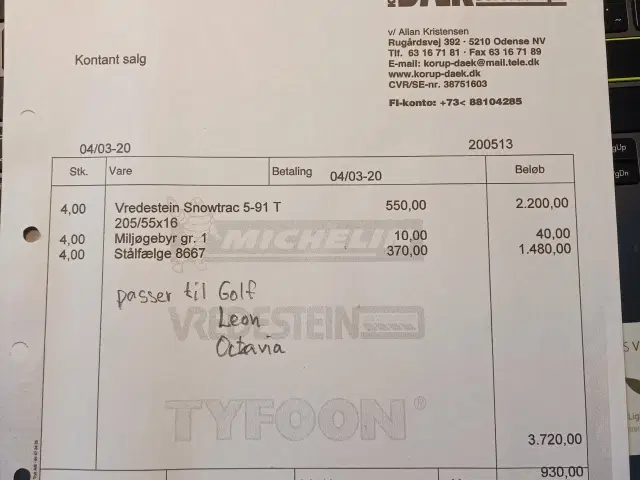 v/ Allan Kristensen
Rugårdsvej 392 · 5210 Odense NV
Tlf. 63 16 71 81 · Fax 63 16 71 89
E-mail: korup-daek@mail.tele.dk
www.korup-daek.dk
CVR/SE-nr. 38751603
FI-konto: +73< 88104285
Kontant salg
04/03-20 200513
Stk. Vare Betaling 04/03-20 Beløb
4,00 Vredestein Snowtrac 5-91 T 550,00 2.200,00
205/55x16
4,00 Miljøgebyr gr. 1 10,00 40,00
4,00 Stålfælge 8667 370,00 1.480,00
MICHELIN
passer til Golf
Leon
VREDESTEIN
Octavia
TYFOON®
3.720,00
930,00